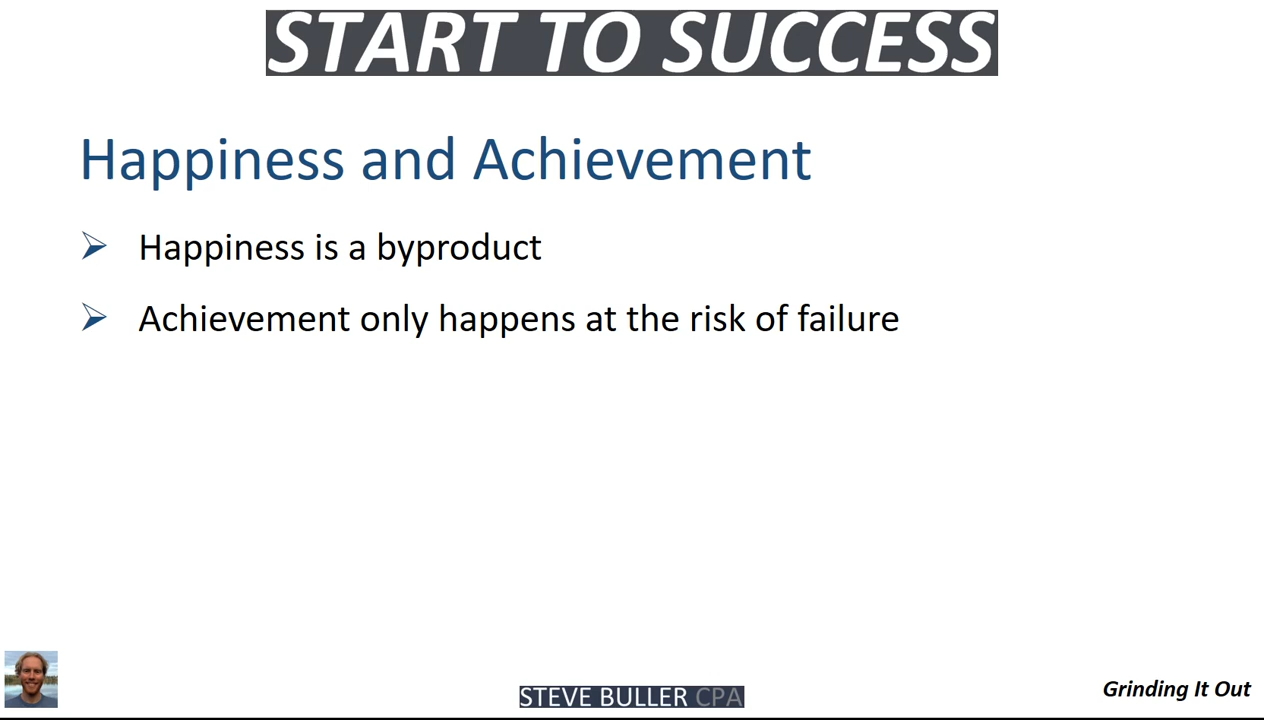 START TO SUCCESS
Happiness and Achievement
Happiness is a byproduct
Achievement only happens at the risk of failure
STEVE BULLER CPA
Grinding It Out